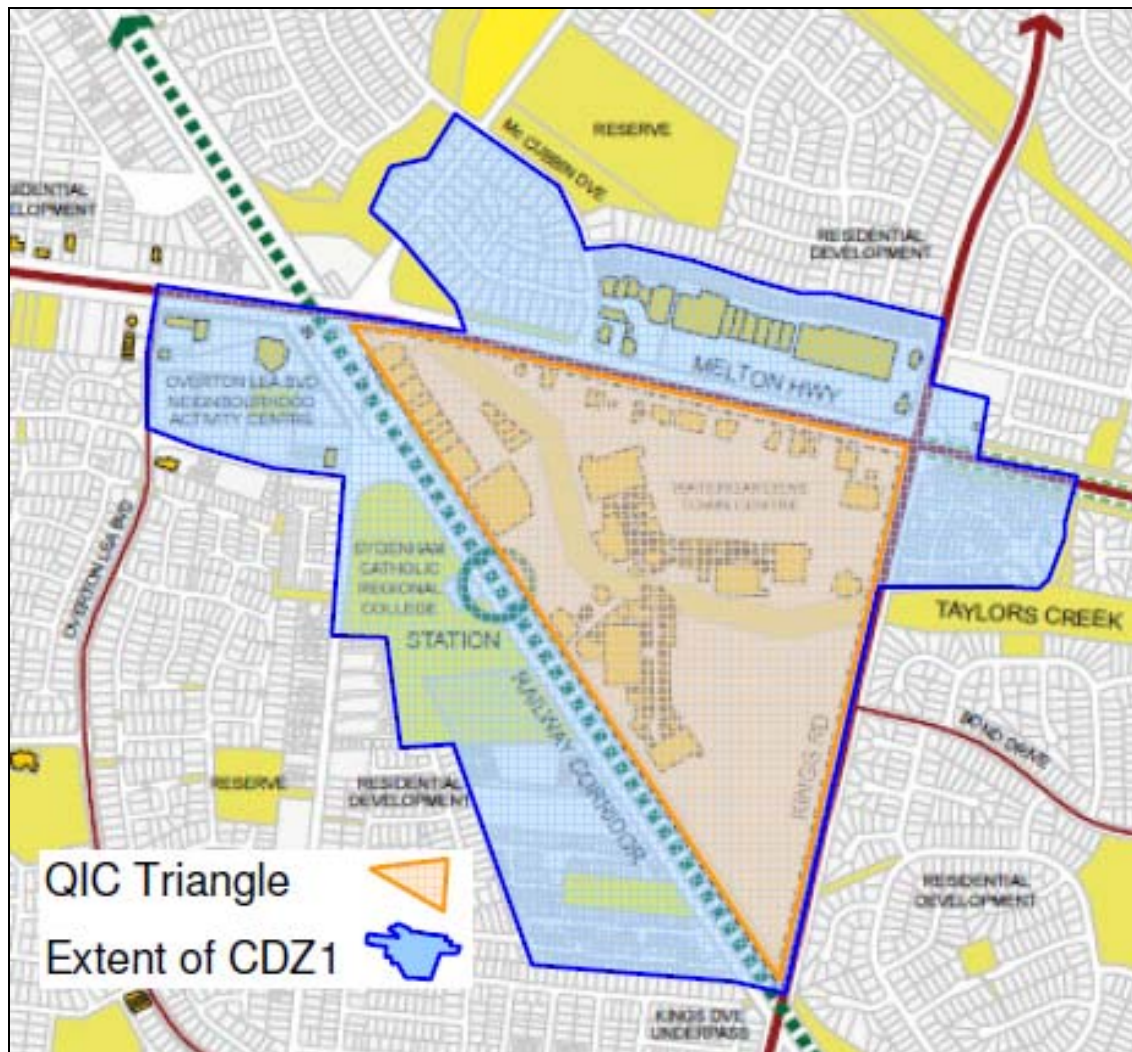 Mc CUBBIN DVE
RESERVE
RESIDENTIAL
DEVELOPMENT
RESIDENTIAL
DEVELOPMENT
MELTON HWY
OVERTON LEA BVD
NEIGHBOURHOOD
ACTIVITY CENTRE
WATERGARDENS
TOWN CENTRE
OVERTON LEA BVD
SYDENHAM
CATHOLIC
REGIONAL
COLLEGE
STATION
TAYLORS CREEK
RAILWAY CORRIDOR
KINGS RD
BOND DRIVE
RESERVE
RESIDENTIAL
DEVELOPMENT
QIC Triangle
Extent of CDZ1
RESIDENTIAL
DEVELOPMENT
KINGS DVE
UNDERPASS